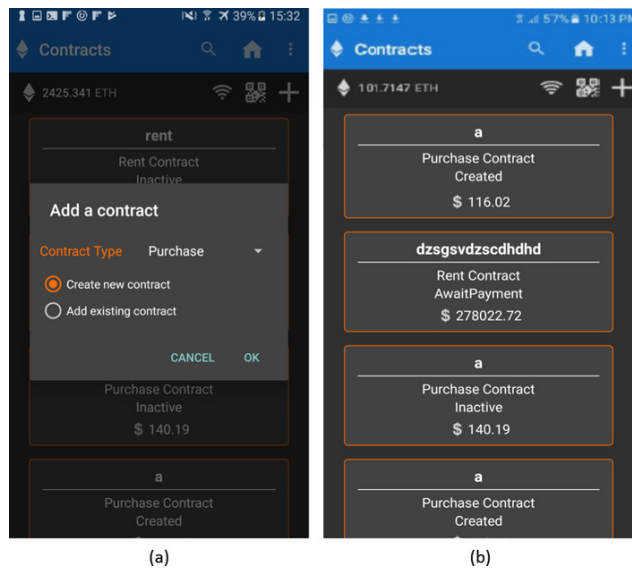 39% 15:32
Contracts
2425.341 ETH
rent
Rent Contract
Inactive
Add a contract
Contract Type Purchase
Create new contract
Add existing contract
CANCEL OK
Purchase Contract
Inactive
$ 140.19
a
Purchase Contract
Created
(a)
57% 10:13 PM
Contracts
101.7147 ETH
a
Purchase Contract
Created
$ 116.02
dzsgsvdzscdhdhd
Rent Contract
AwaitPayment
$ 278022.72
a
Purchase Contract
Inactive
$ 140.19
a
Purchase Contract
Created
(b)